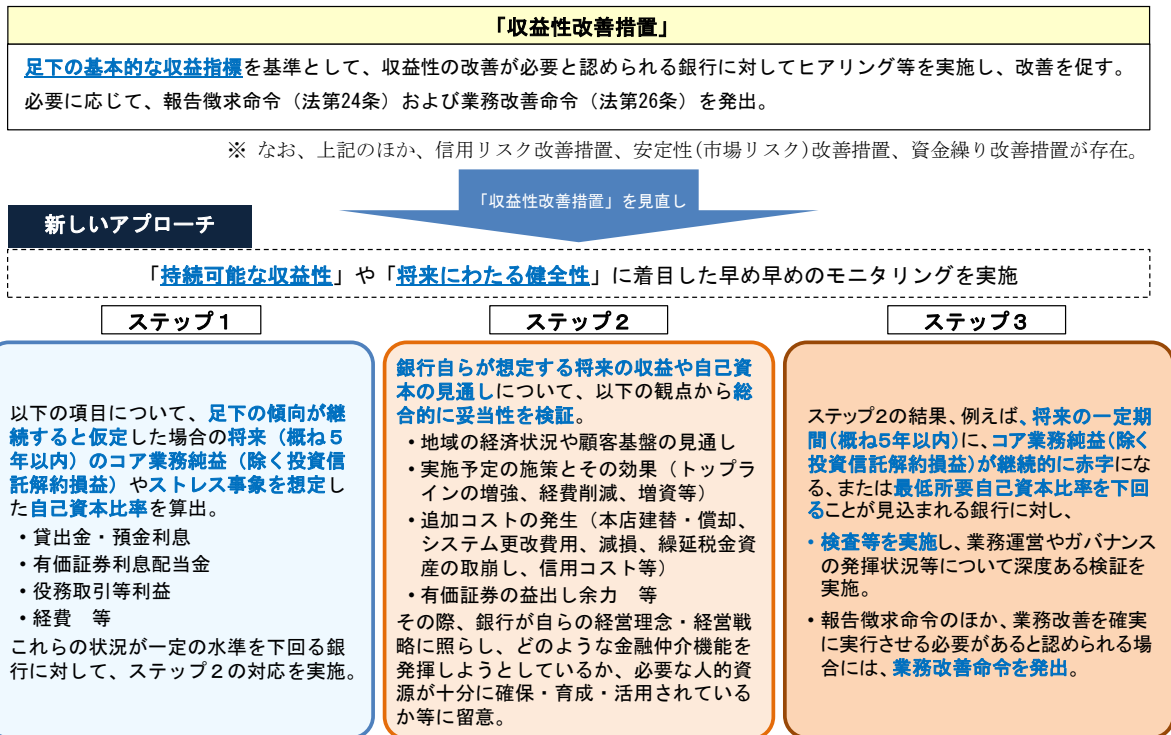 「収益性改善措置」
足下の基本的な収益指標を基準として、収益性の改善が必要と認められる銀行に対してヒアリング等を実施し、改善を促す。
必要に応じて、報告徴求命令（法第24条）および業務改善命令（法第26条）を発出。
※ なお、上記のほか、信用リスク改善措置、安定性(市場リスク)改善措置、資金繰り改善措置が存在。
「収益性改善措置」を見直し
新しいアプローチ
「持続可能な収益性」や「将来にわたる健全性」に着目した早め早めのモニタリングを実施
ステップ１
以下の項目について、足下の傾向が継
続すると仮定した場合の将来（概ね５
年以内）のコア業務純益（除く投資信
託解約損益）やストレス事象を想定し
た自己資本比率を算出。
・貸出金・預金利息
・有価証券利息配当金
・役務取引等利益
・経費　等
これらの状況が一定の水準を下回る銀
行に対して、ステップ２の対応を実施。
ステップ２
銀行自らが想定する将来の収益や自己資
本の見通しについて、以下の観点から総
合的に妥当性を検証。
・地域の経済状況や顧客基盤の見通し
・実施予定の施策とその効果（トップラ
インの増強、経費削減、増資等）
・追加コストの発生（本店建替・償却、
システム更改費用、減損、繰延税金資
産の取崩し、信用コスト等）
・有価証券の益出し余力　等
その際、銀行が自らの経営理念・経営戦
略に照らし、どのような金融仲介機能を
発揮しようとしているか、必要な人的資
源が十分に確保・育成・活用されている
か等に留意。
ステップ３
ステップ2の結果、例えば、将来の一定期
間(概ね5年以内)に、コア業務純益(除く
投資信託解約損益)が継続的に赤字にな
る、または最低所要自己資本比率を下回
ることが見込まれる銀行に対し、
・検査等を実施し、業務運営やガバナンス
の発揮状況等について深度ある検証を
実施。
・報告徴求命令のほか、業務改善を確実
に実行させる必要があると認められる場
合には、業務改善命令を発出。